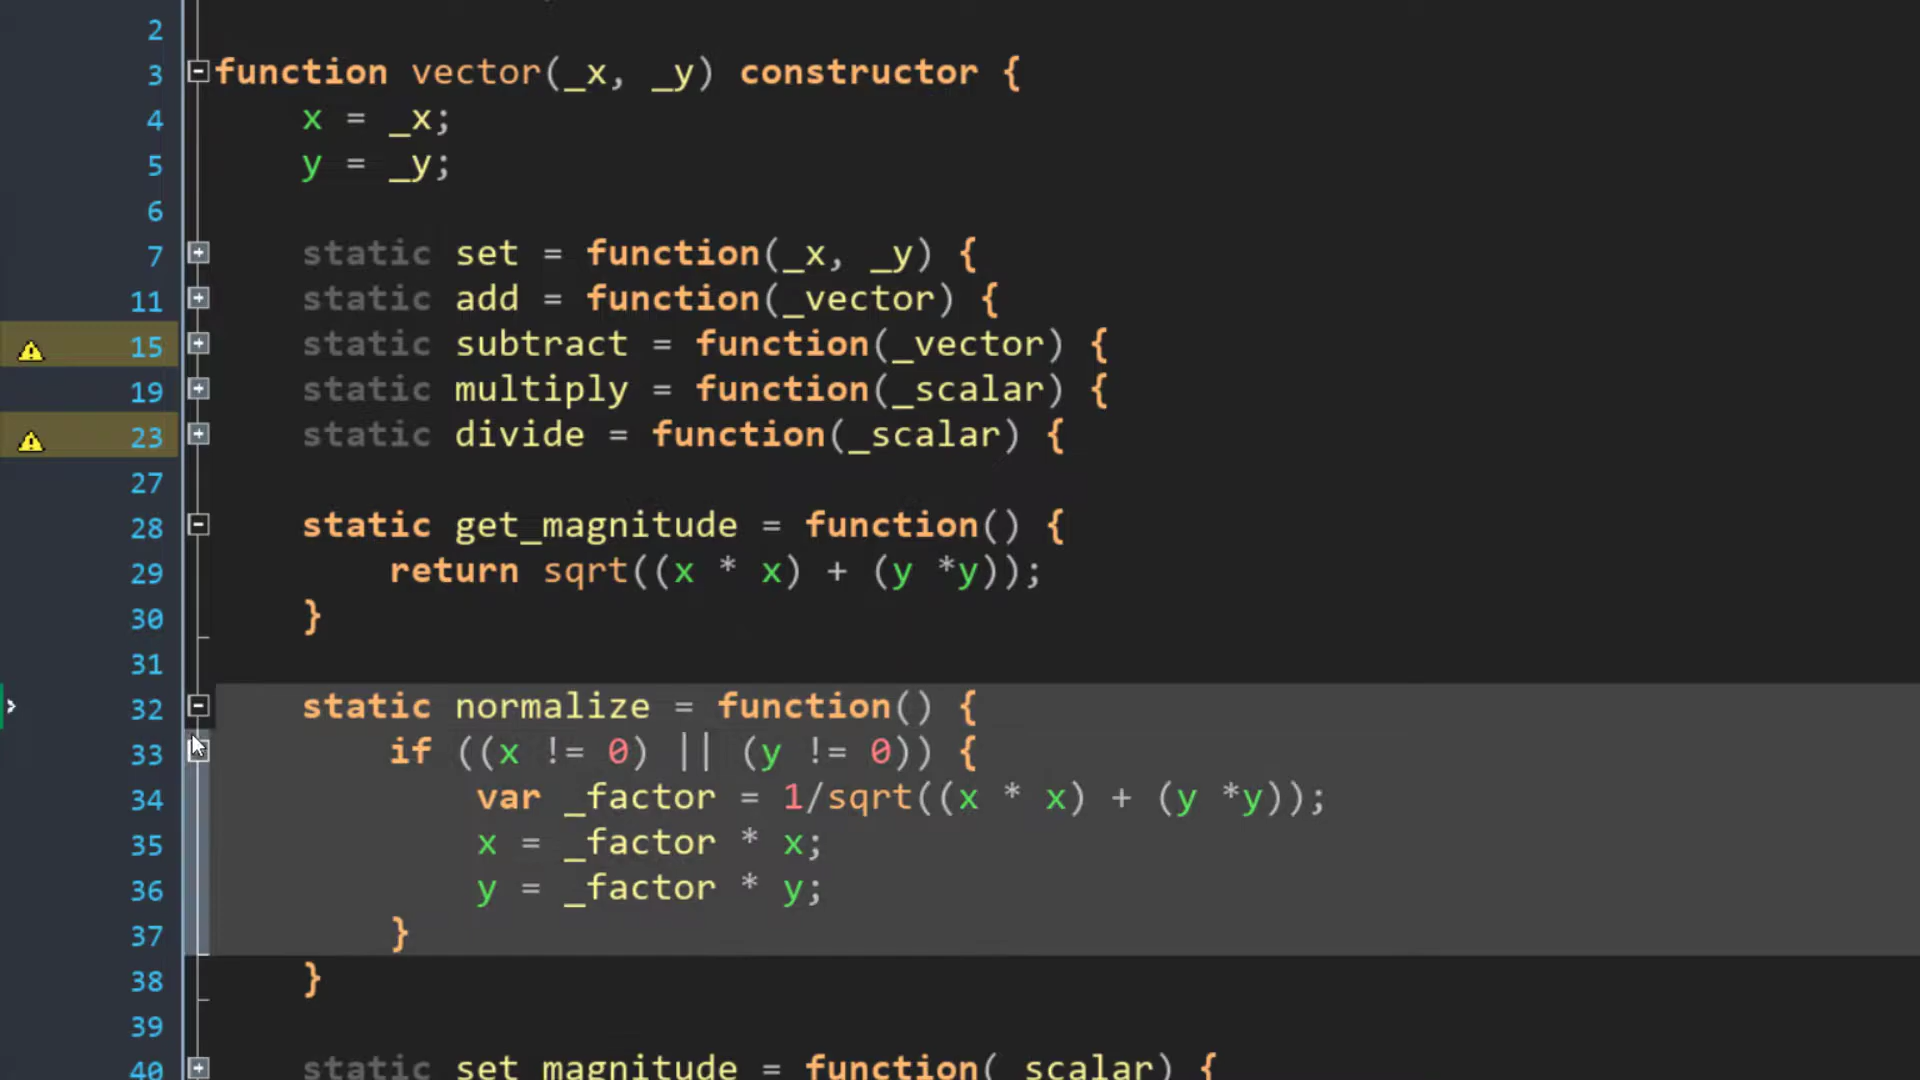 2
3 function vector(_x, _y) constructor {
4 x = _x;
5 y = _y;
6
7 static set = function(_x, _y) {
11 static add = function(_vector) {
15 static subtract = function(_vector) {
19 static multiply = function(_scalar) {
23 static divide = function(_scalar) {
27
28 static get_magnitude = function() {
29 return sqrt((x * x) + (y *y));
30 }
31
32 static normalize = function() {
33 if ((x != 0) || (y != 0)) {
34 var _factor = 1/sqrt((x * x) + (y *y));
35 x = _factor * x;
36 y = _factor * y;
37 }
38 }
39
40 static set_magnitude = function(_scalar) {